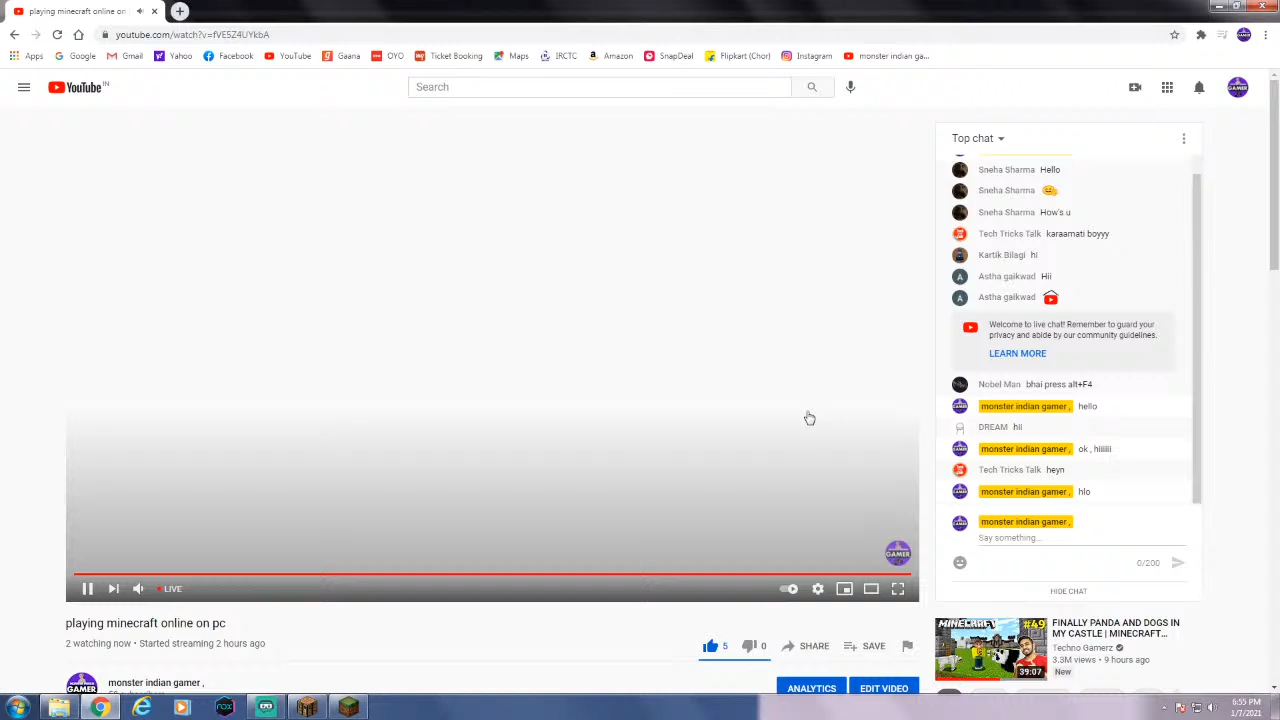 playing minecraft online on
youtube.com/watch?v=fVE5Z4UYkbA
Apps Google Gmail Yahoo Facebook YouTube Gaana OYO Ticket Booking Maps IRCTC Amazon SnapDeal Flipkart (Chor) Instagram monster indian ga...
YouTube IN
Search
GAMER
Top chat
Sneha Sharma Hello
Sneha Sharma
Sneha Sharma How's u
Tech Tricks Talk karaamati boyyy
Kartik Bilagi hi
A Astha gaikwad Hii
A Astha gaikwad
Welcome to live chat! Remember to guard your
privacy and abide by our community guidelines.
LEARN MORE
Nobel Man bhai press alt+F4
monster indian gamer , hello
DREAM hii
monster indian gamer , ok , hiiiiii
Tech Tricks Talk heyn
monster indian gamer , hlo
monster indian gamer ,
Say something...
0/200
HIDE CHAT
GAMER
LIVE
playing minecraft online on pc
2 watching now • Started streaming 2 hours ago
5 0 SHARE SAVE
GAMER
monster indian gamer ,
ANALYTICS EDIT VIDEO
MINECRAFT #49
39:07
FINALLY PANDA AND DOGS IN
MY CASTLE | MINECRAFT...
Techno Gamerz
3.3M views • 9 hours ago
New
nox
6:55 PM
1/7/2021